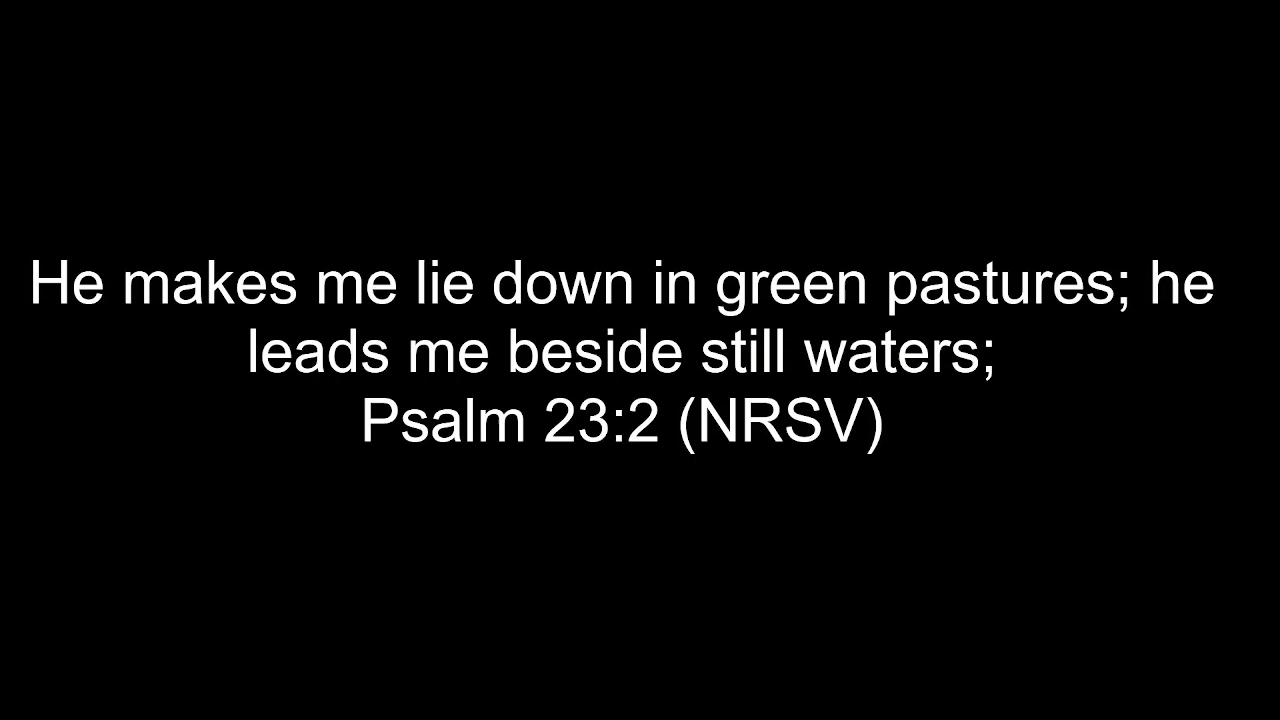 He makes me lie down in green pastures; he
leads me beside still waters;
Psalm 23:2 (NRSV)